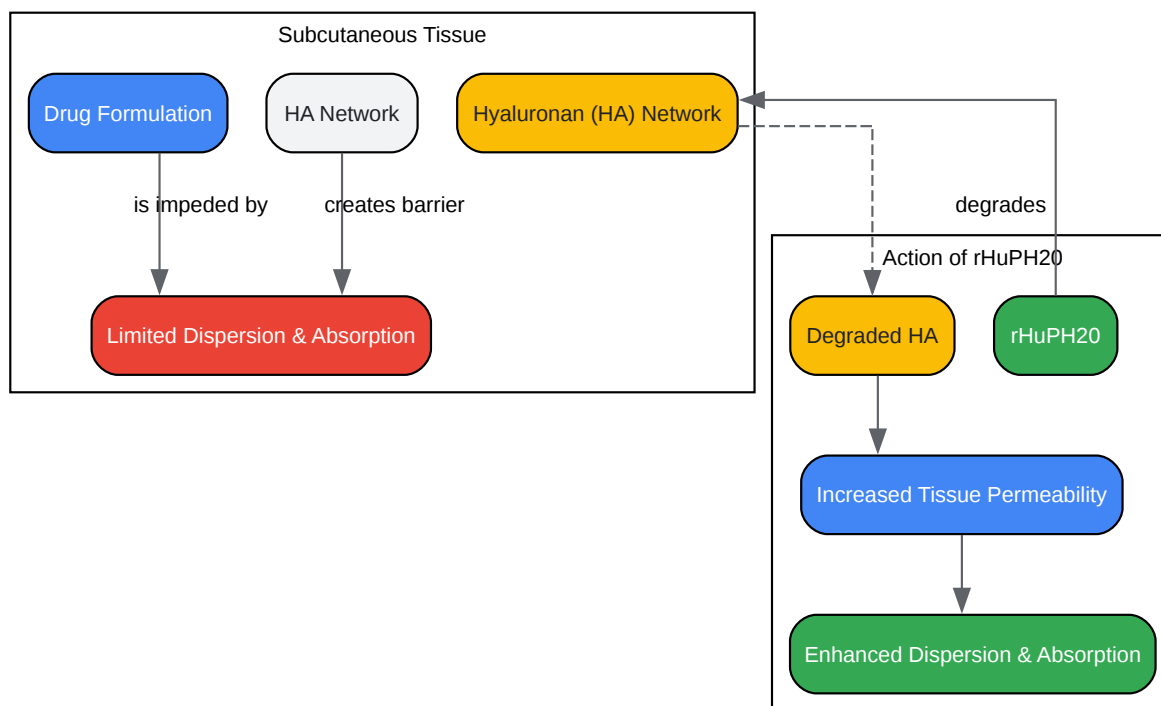 Subcutaneous Tissue
Drug Formulation
HA Network
Hyaluronan (HA) Network
is impeded by
creates barrier
degrades
Action of rHuPH20
Limited Dispersion & Absorption
Degraded HA
rHuPH20
Increased Tissue Permeability
Enhanced Dispersion & Absorption